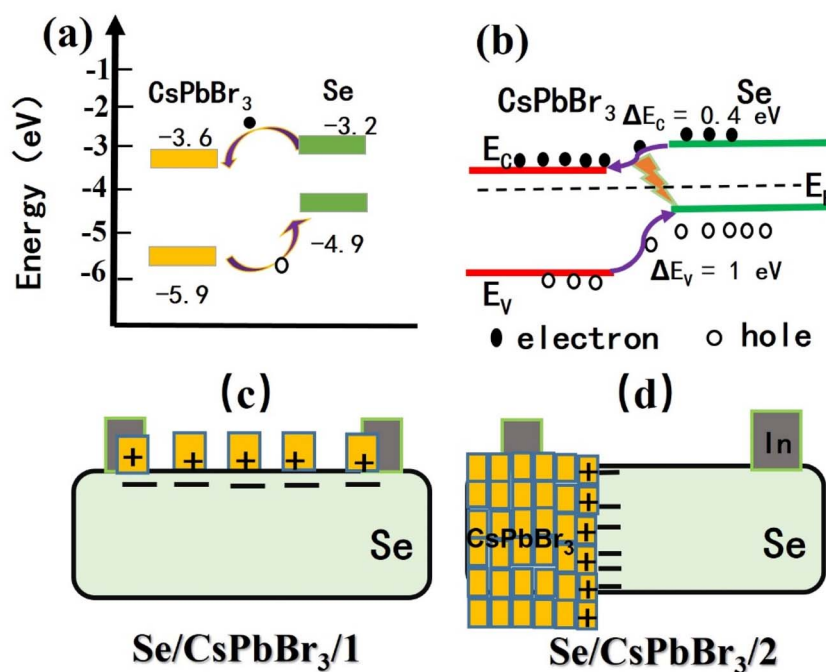 (a)
Energy (eV)
-1
-2
-3
-4
-5
-6
CsPbBr3
Se
-3.6
-3.2
-4.9
-5.9
(b)
CsPbBr3
ΔEC = 0.4 eV
Se
EC
EV
ΔEV = 1 eV
electron
hole
(c)
+ + + + +
Se
Se/CsPbBr3/1
(d)
In
+
+
+
+
+
+
CsPbBr3
Se
Se/CsPbBr3/2